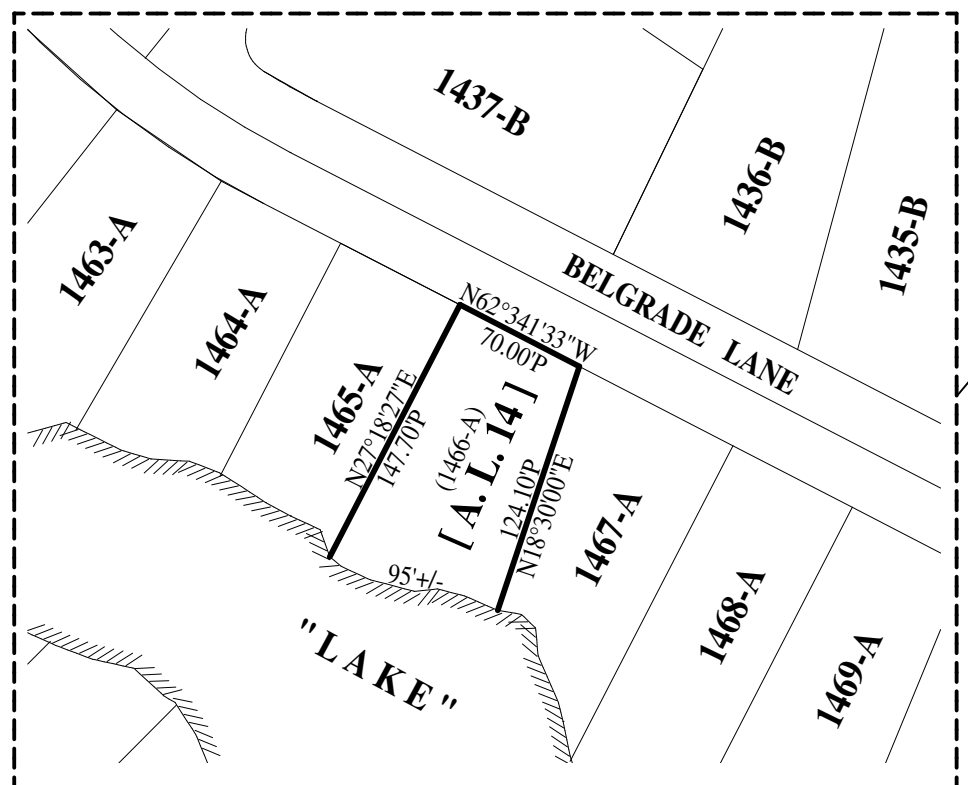 1437-B
1436-B
1435-B
1463-A
1464-A
1465-A
BELGRADE LANE
N62°341'33"W
70.00'P
N27°18'27"E
147.70'P
(1466-A)
[ A. L. 14 ]
124.10'P
N18°30'00"E
1467-A
1468-A
1469-A
95'+/-
"LAKE"